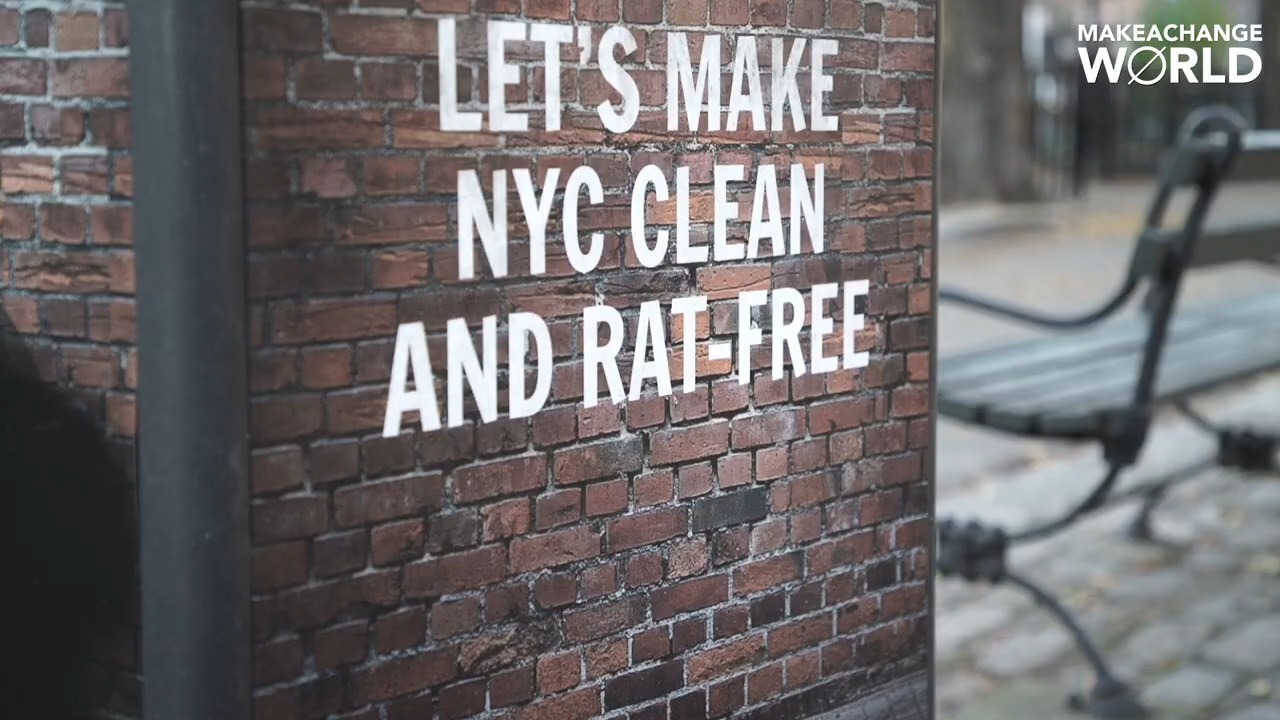 LET'S MAKE
NYC CLEAN
AND RAT-FREE
MAKEACHANGE
WØRLD